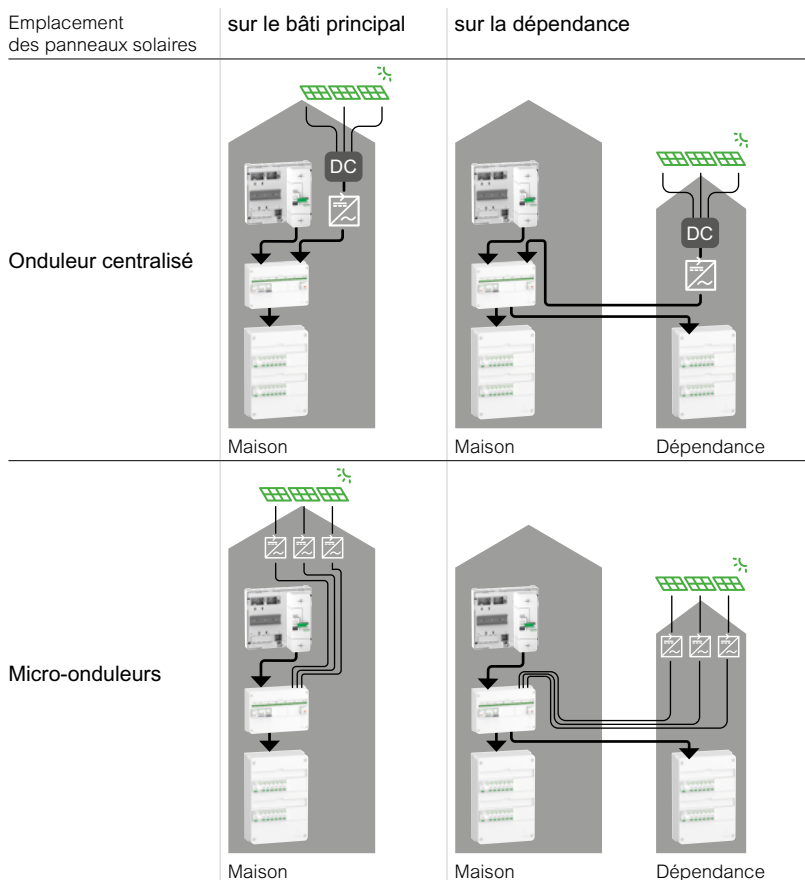 Emplacement
des panneaux solaires
sur le bâti principal
sur la dépendance
Onduleur centralisé
DC
DC
Maison
Maison
Dépendance
Micro-onduleurs
Maison
Maison
Dépendance